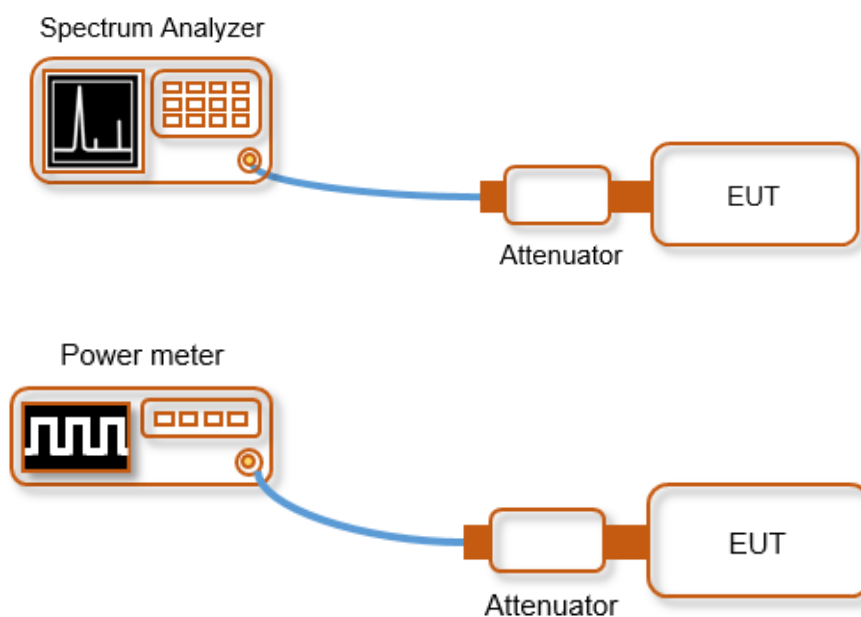 Spectrum Analyzer
EUT
Attenuator
Power meter
EUT
Attenuator